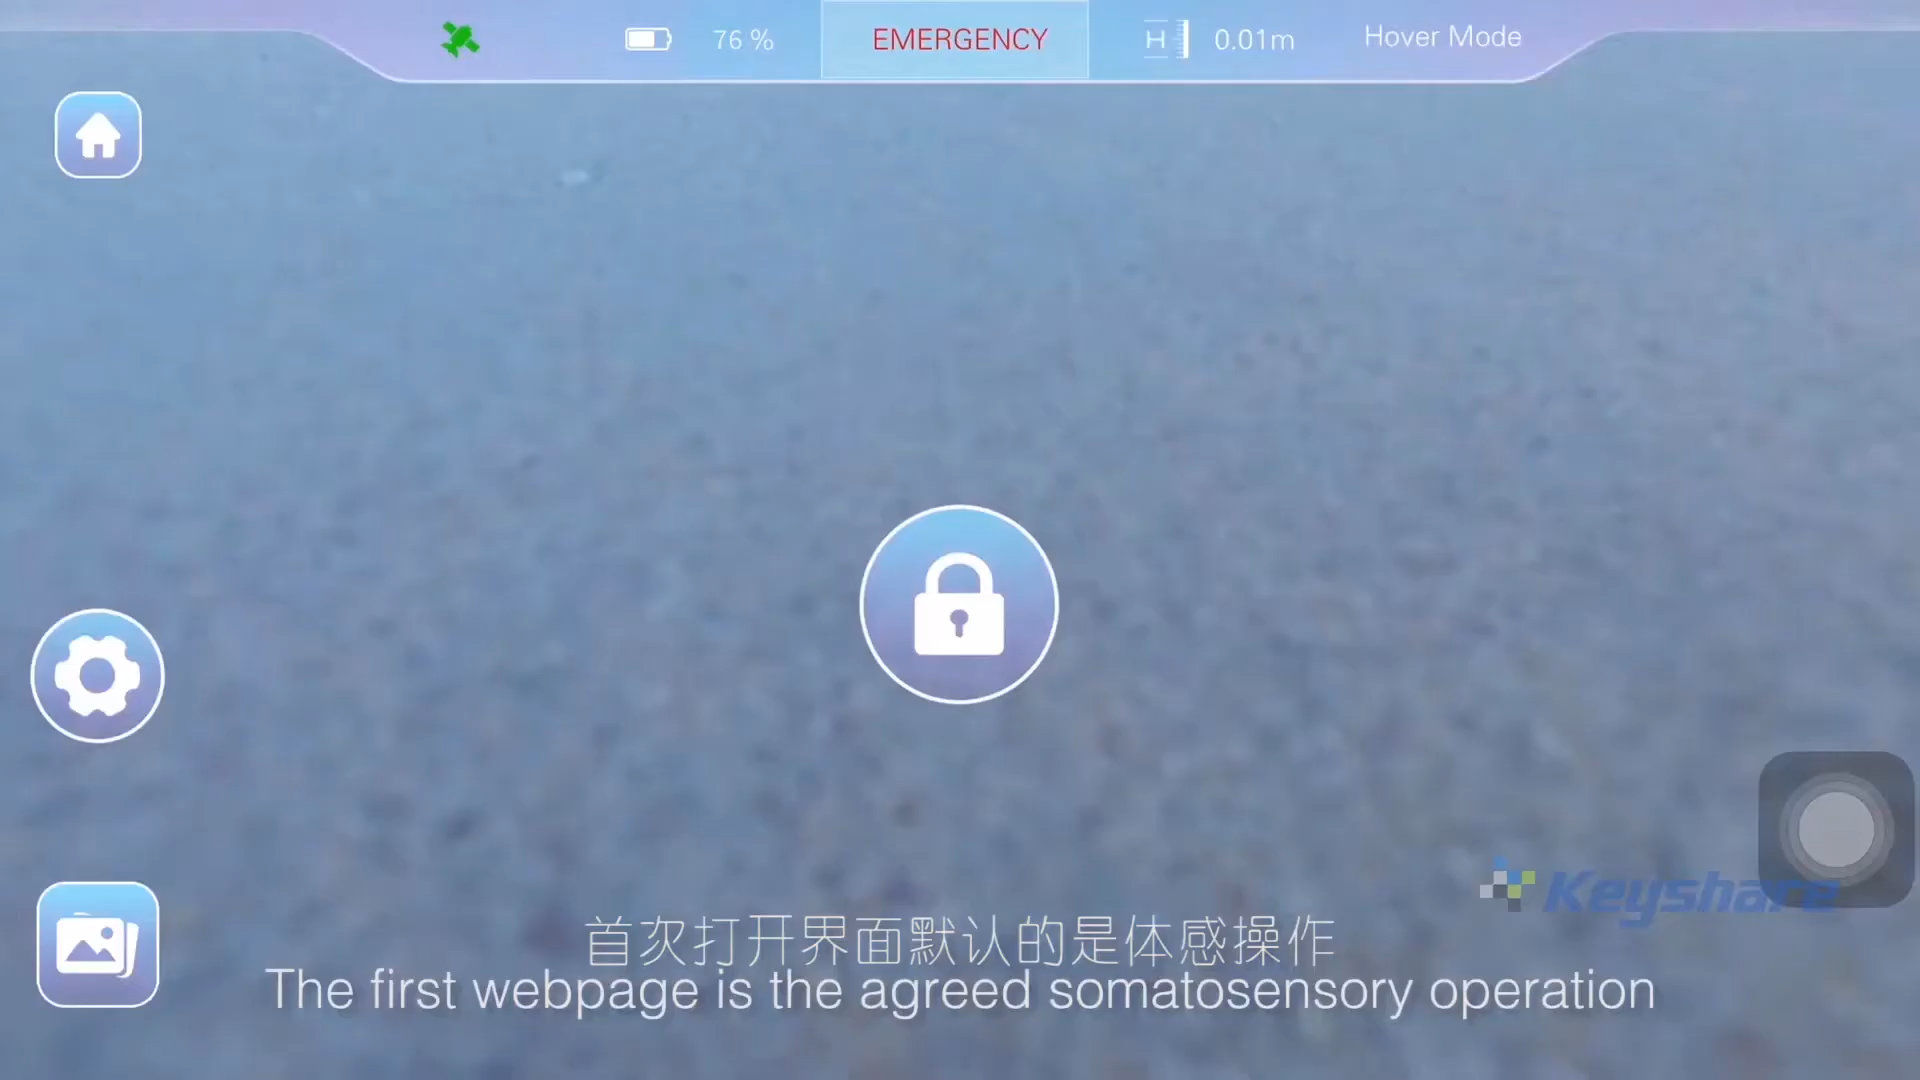 76 %
EMERGENCY
H
0.01m
Hover Mode
Keyshare
首次打开界面默认的是体感操作
The first webpage is the agreed somatosensory operation